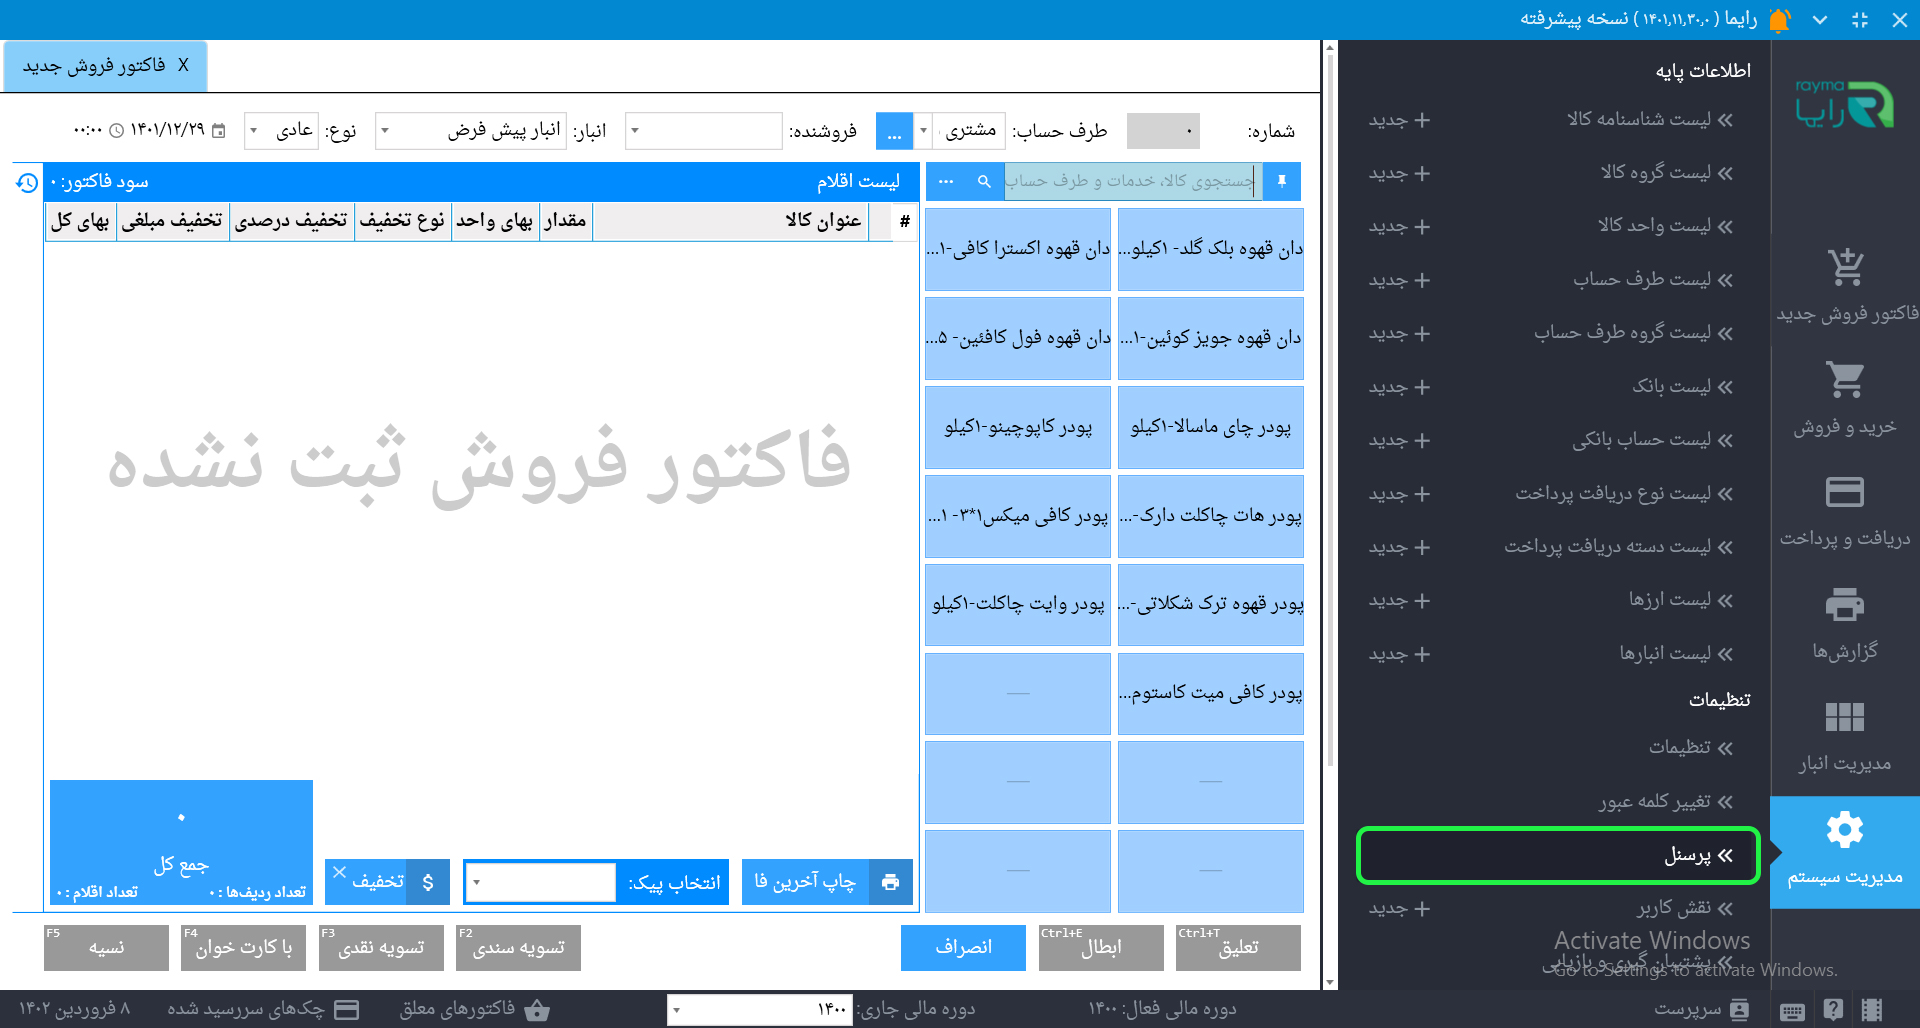 رایما ( ۱۴۰۱,۱۱,۳۰,۰ ) نسخه پیشرفته
rayma
رایما
فاکتور فروش جدید
خرید و فروش
دریافت و پرداخت
گزارش‌ها
مدیریت انبار
مدیریت سیستم
اطلاعات پایه
لیست شناسنامه کالا + جدید
لیست گروه کالا + جدید
لیست واحد کالا + جدید
لیست طرف حساب + جدید
لیست گروه طرف حساب + جدید
لیست بانک + جدید
لیست حساب بانکی + جدید
لیست نوع دریافت پرداخت + جدید
لیست دسته دریافت پرداخت + جدید
لیست ارزها + جدید
لیست انبارها + جدید
تنظیمات
تنظیمات
تغییر کلمه عبور
پرسنل
نقش کاربر + جدید
پشتیبان گیری و بازیابی
Activate Windows
Go to Settings to activate Windows.
X فاکتور فروش جدید
شماره: ۰ طرف حساب: مشتری ... فروشنده: انبار: انبار پیش فرض نوع: عادی ۱۴۰۱/۱۲/۲۹ ۰۰:۰۰
جستجوی کالا، خدمات و طرف حساب ...
دان قهوه بلک گلد- ۱کیلو...
دان قهوه اکسترا کافی-۱...
دان قهوه جویز کوئین-۱...
دان قهوه فول کافئین- ۵...
پودر چای ماسالا-۱کیلو
پودر کاپوچینو-۱کیلو
پودر هات چاکلت دارک-...
پودر کافی میکس۱*۳- ۱...
پودر قهوه ترک شکلاتی-...
پودر وایت چاکلت-۱کیلو
پودر کافی میت کاستوم...
لیست اقلام سود فاکتور: ۰
# عنوان کالا مقدار بهای واحد نوع تخفیف تخفیف درصدی تخفیف مبلغی بهای کل
فاکتور فروش ثبت نشده
چاپ آخرین فا
انتخاب پیک:
$ تخفیف
۰
جمع کل
تعداد ردیف‌ها : ۰ تعداد اقلام : ۰
Ctrl+T تعلیق
Ctrl+E ابطال
انصراف
F2 تسویه سندی
F3 تسویه نقدی
F4 با کارت خوان
F5 نسیه
سرپرست دوره مالی فعال: ۱۴۰۰ دوره مالی جاری: ۱۴۰۰ فاکتورهای معلق چک‌های سررسید شده ۸ فروردین ۱۴۰۲